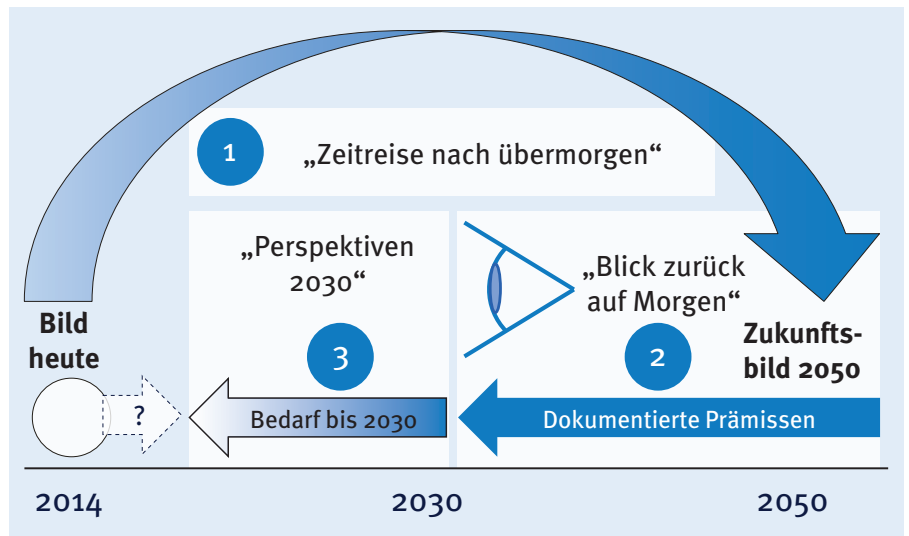 1
„Zeitreise nach übermorgen“
„Perspektiven
2030“
3
„Blick zurück
auf Morgen“
2
Bild
heute
Zukunfts-
bild 2050
?
Bedarf bis 2030
Dokumentierte Prämissen
2014
2030
2050